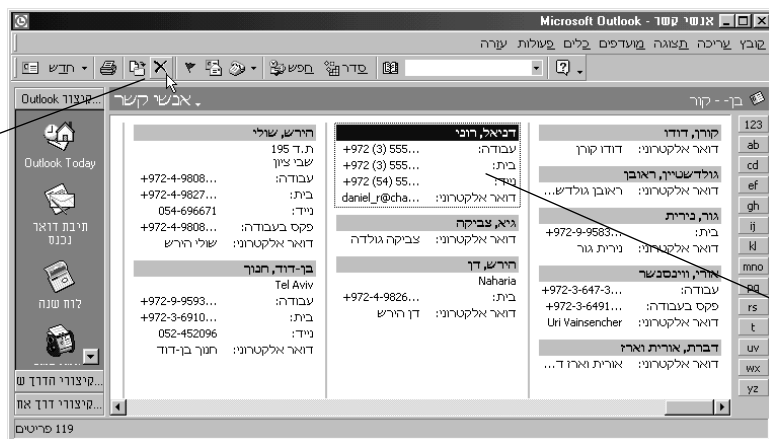 אנשי קשר - Microsoft Outlook
קובץ עריכה תצוגה מועדפים כלים פעולות עזרה
חדש
חפש
סדר
קיצור... Outlook
אנשי קשר
בן- - קור
Outlook Today
תיבת דואר
נכנס
לוח שנה
קיצורי הדרך ש...
קיצורי דרך אח...
קורן, דודו
דואר אלקטרוני: דודו קורן
גולדשטיין, ראובן
דואר אלקטרוני: ראובן גולדש...
גור, נירית
בית: +972-9-9583...
דואר אלקטרוני: נירית גור
אורי, ווינסנשר
עבודה: +972-3-647-3...
פקס בעבודה: +972-3-6491...
דואר אלקטרוני: Uri Vainsencher
דברת, אורית וארז
דואר אלקטרוני: אורית וארז ד...
דניאל, רוני
עבודה: +972 (3) 555...
בית: +972 (3) 555...
נייד: +972 (54) 55...
דואר אלקטרוני: daniel_r@cha...
גיא, צביקה
דואר אלקטרוני: צביקה גולדה
הירש, דן
Naharia
בית: +972-4-9826...
דואר אלקטרוני: דן הירש
הירש, שולי
ת.ד 195
שבי ציון
עבודה: +972-4-9808...
בית: +972-4-9827...
נייד: 054-696671
פקס בעבודה: +972-4-9808...
דואר אלקטרוני: שולי הירש
בן-דוד, חנוך
Tel Aviv
עבודה: +972-9-9593...
בית: +972-3-6910...
נייד: 052-452096
דואר אלקטרוני: חנוך בן-דוד
123
ab
cd
ef
gh
ij
kl
mno
pq
rs
t
uv
wx
yz
119 פריטים